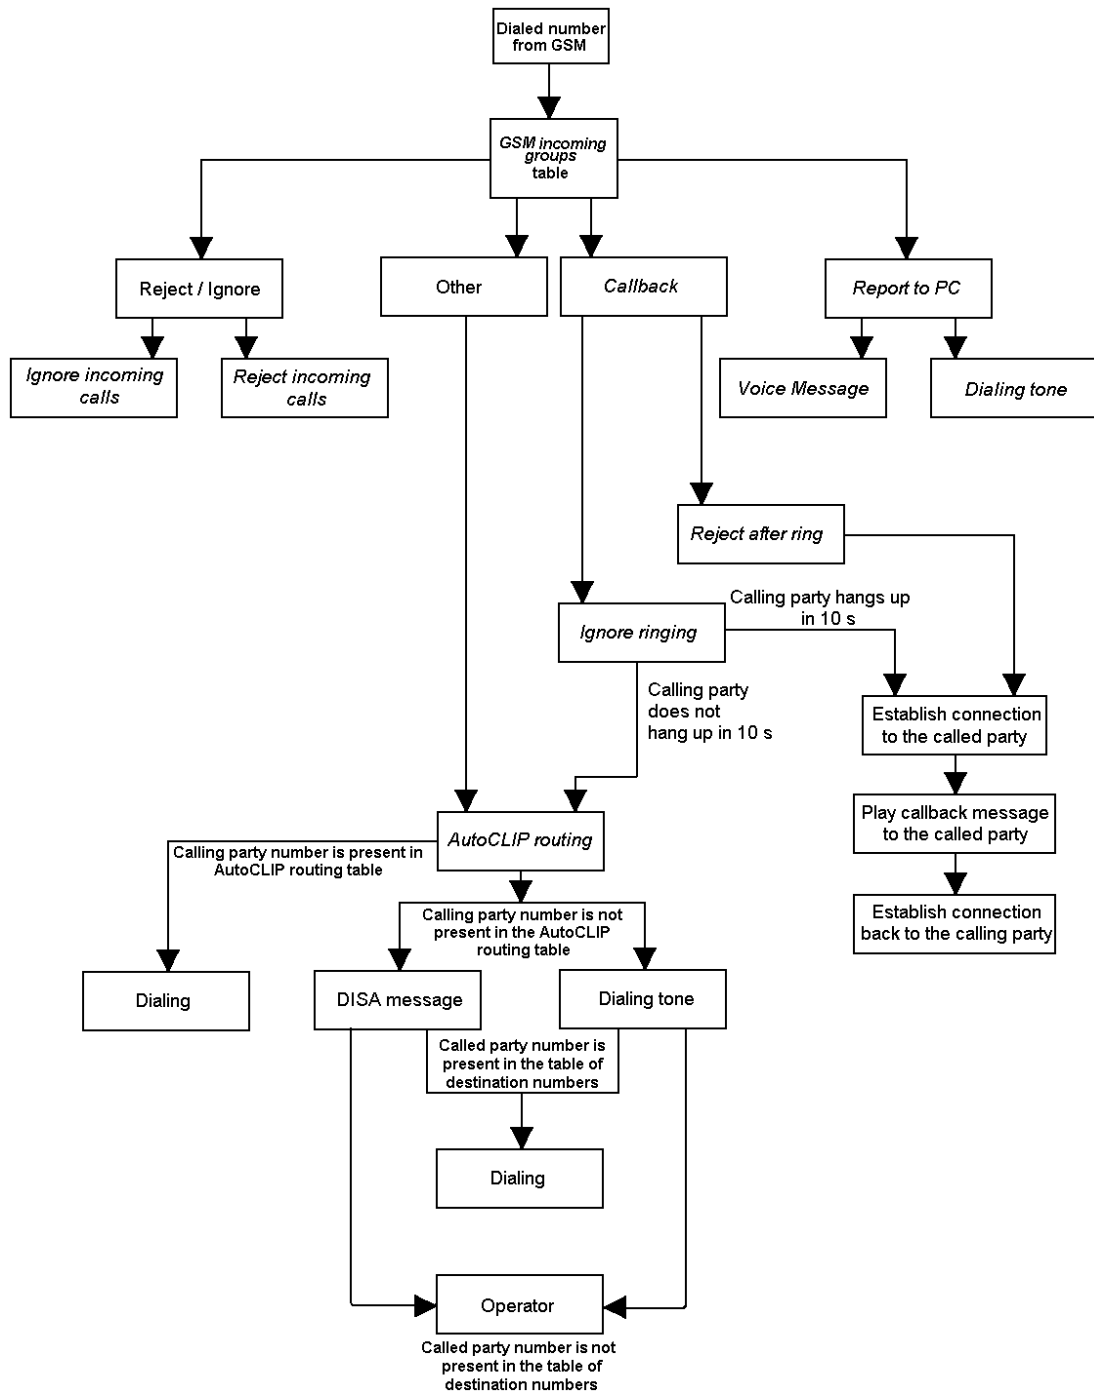 Dialed number
from GSM
GSM incoming
groups
table
Reject / Ignore
Other
Callback
Report to PC
Ignore incoming
calls
Reject incoming
calls
Voice Message
Dialing tone
Reject after ring
Calling party hangs up
in 10 s
Ignore ringing
Calling party
does not
hang up in 10 s
Establish connection
to the called party
Play callback message
to the called party
Establish connection
back to the calling party
AutoCLIP routing
Calling party number is present in
AutoCLIP routing table
Calling party number is not
present in the AutoCLIP
routing table
Dialing
DISA message
Dialing tone
Called party number is
present in the table of
destination numbers
Dialing
Operator
Called party number is not
present in the table of
destination numbers